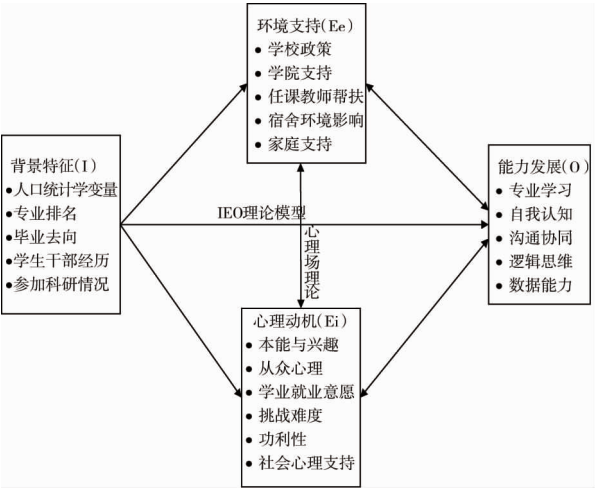 环境支持(Ee)
● 学校政策
● 学院支持
● 任课教师帮扶
● 宿舍环境影响
● 家庭支持
背景特征(I)
●人口统计学变量
●专业排名
●毕业去向
●学生干部经历
●参加科研情况
IEO理论模型
心理场理论
能力发展(O)
● 专业学习
● 自我认知
● 沟通协同
● 逻辑思维
● 数据能力
心理动机(Ei)
● 本能与兴趣
● 从众心理
● 学业就业意愿
● 挑战难度
● 功利性
● 社会心理支持